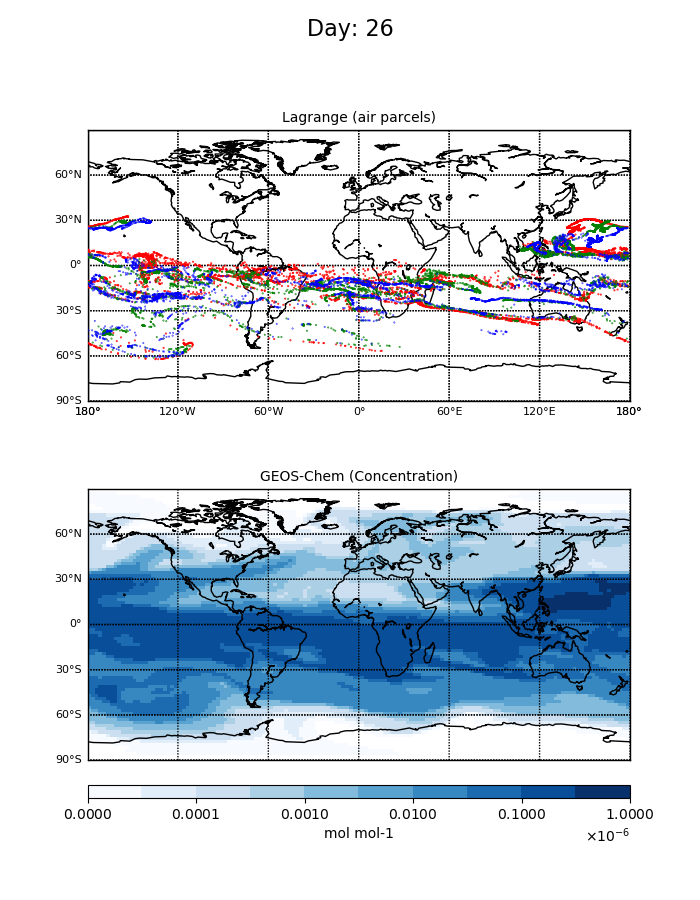 Day: 26
Lagrange (air parcels)
60°N
30°N
0°
30°S
60°S
90°S
180° 120°W 60°W 0° 60°E 120°E 180°
GEOS-Chem (Concentration)
60°N
30°N
0°
30°S
60°S
90°S
0.0000 0.0001 0.0010 0.0100 0.1000 1.0000
mol mol-1 ×10⁻⁶